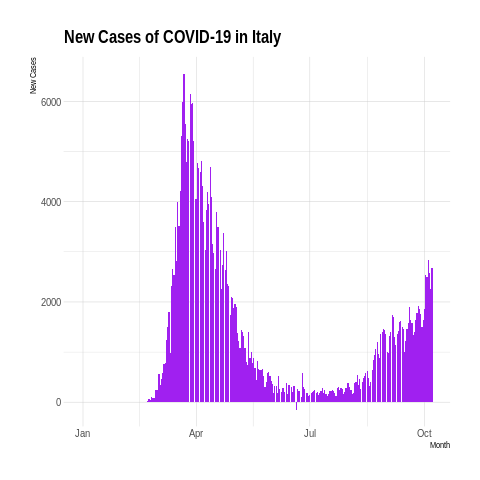 New Cases of COVID-19 in Italy
New Cases
6000
4000
2000
0
Jan Apr Jul Oct
Month